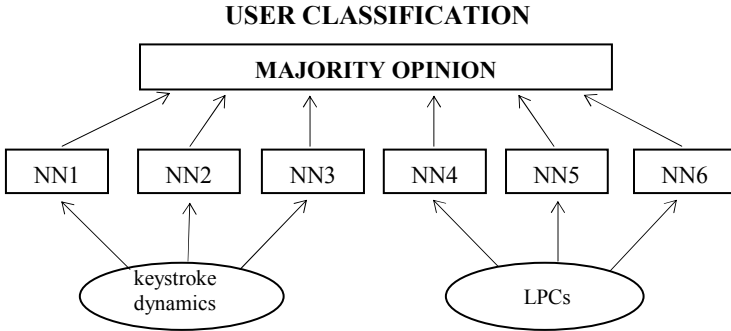 USER CLASSIFICATION
MAJORITY OPINION
NN1 NN2 NN3 NN4 NN5 NN6
keystroke
dynamics
LPCs